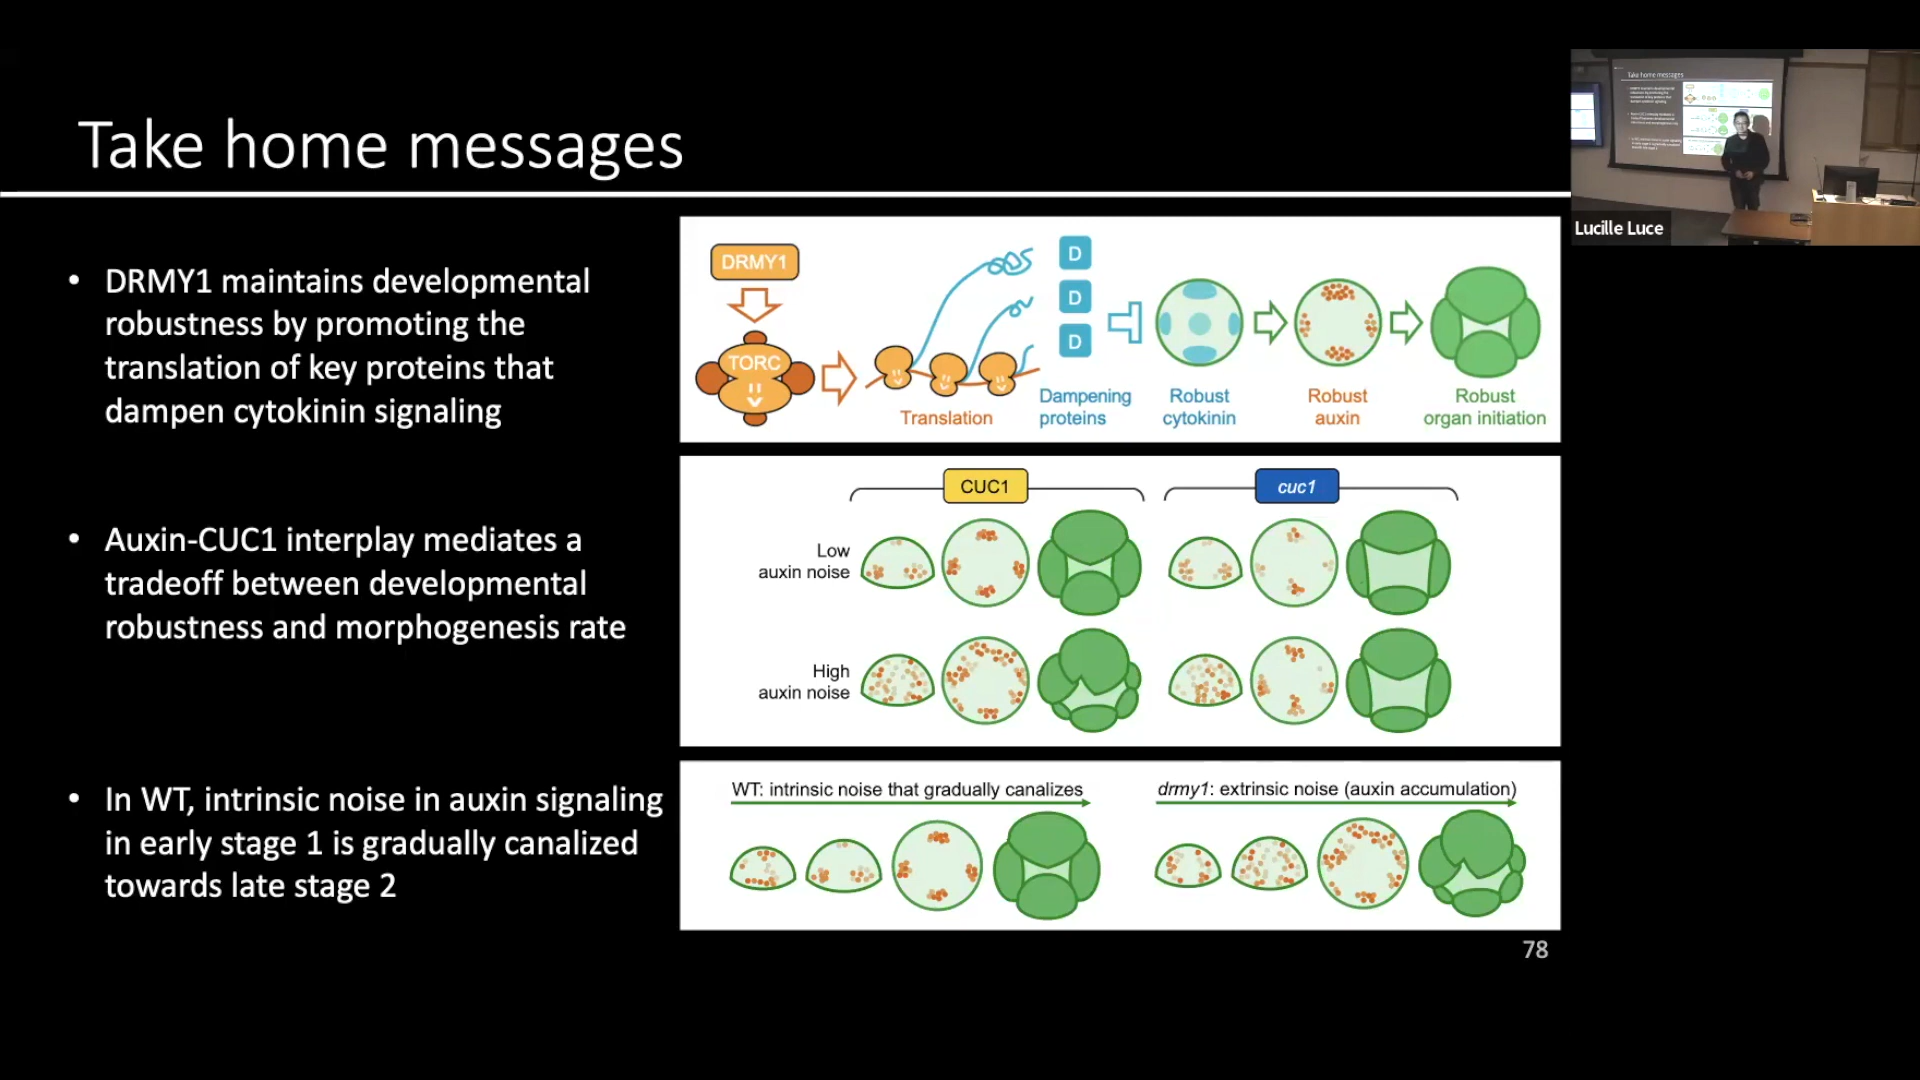 Take home messages
• DRMY1 maintains developmental
robustness by promoting the
translation of key proteins that
dampen cytokinin signaling
• Auxin-CUC1 interplay mediates a
tradeoff between developmental
robustness and morphogenesis rate
• In WT, intrinsic noise in auxin signaling
in early stage 1 is gradually canalized
towards late stage 2
DRMY1
TORC
Translation
D
D
D
Dampening
proteins
Robust
cytokinin
Robust
auxin
Robust
organ initiation
CUC1
cuc1
Low
auxin noise
High
auxin noise
WT: intrinsic noise that gradually canalizes
drmy1: extrinsic noise (auxin accumulation)
78
Take home messages
Lucille Luce